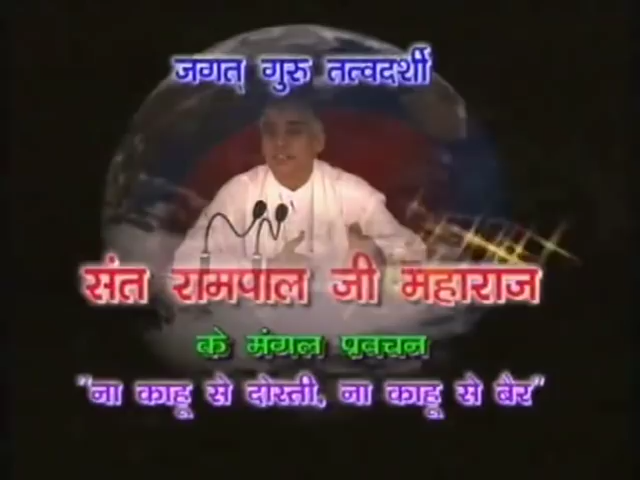 जगत् गुरु तत्वदर्शी
संत रामपाल जी महाराज
के मंगल प्रवचन
"ना काहू से दोस्ती, ना काहू से बैर"